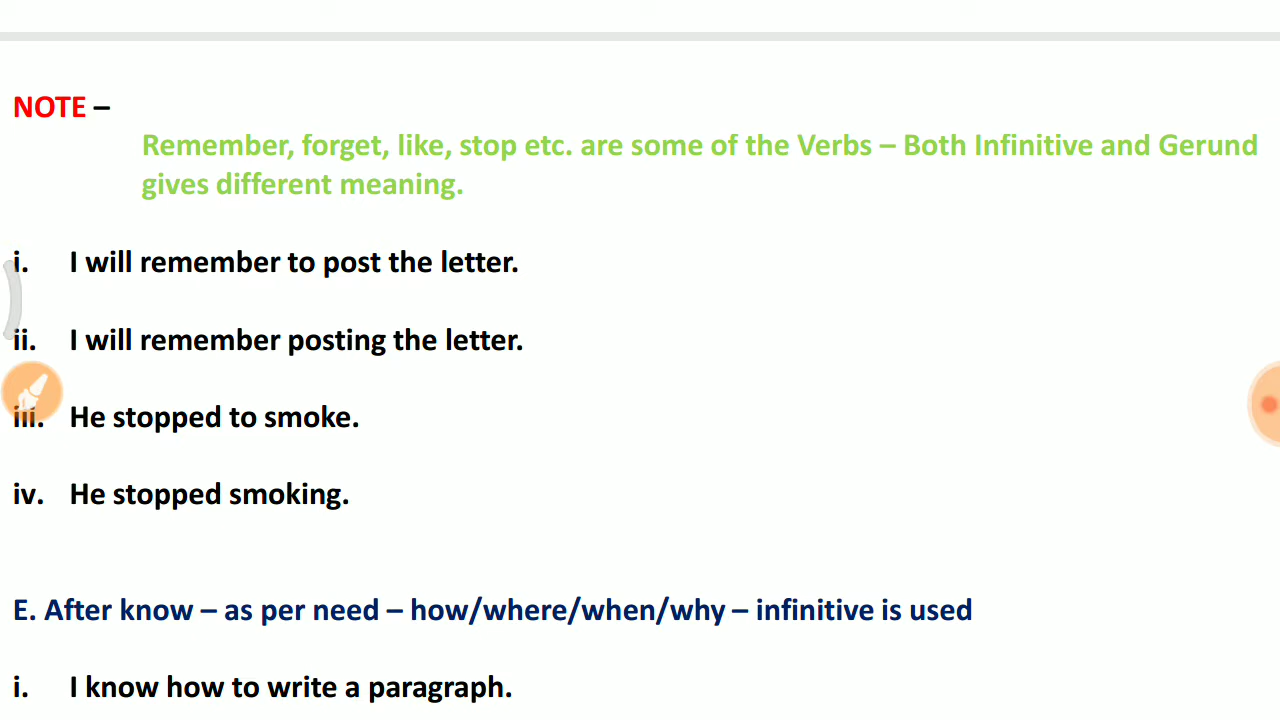 NOTE –
Remember, forget, like, stop etc. are some of the Verbs – Both Infinitive and Gerund
gives different meaning.
i. I will remember to post the letter.
ii. I will remember posting the letter.
iii. He stopped to smoke.
iv. He stopped smoking.
E. After know – as per need – how/where/when/why – infinitive is used
i. I know how to write a paragraph.